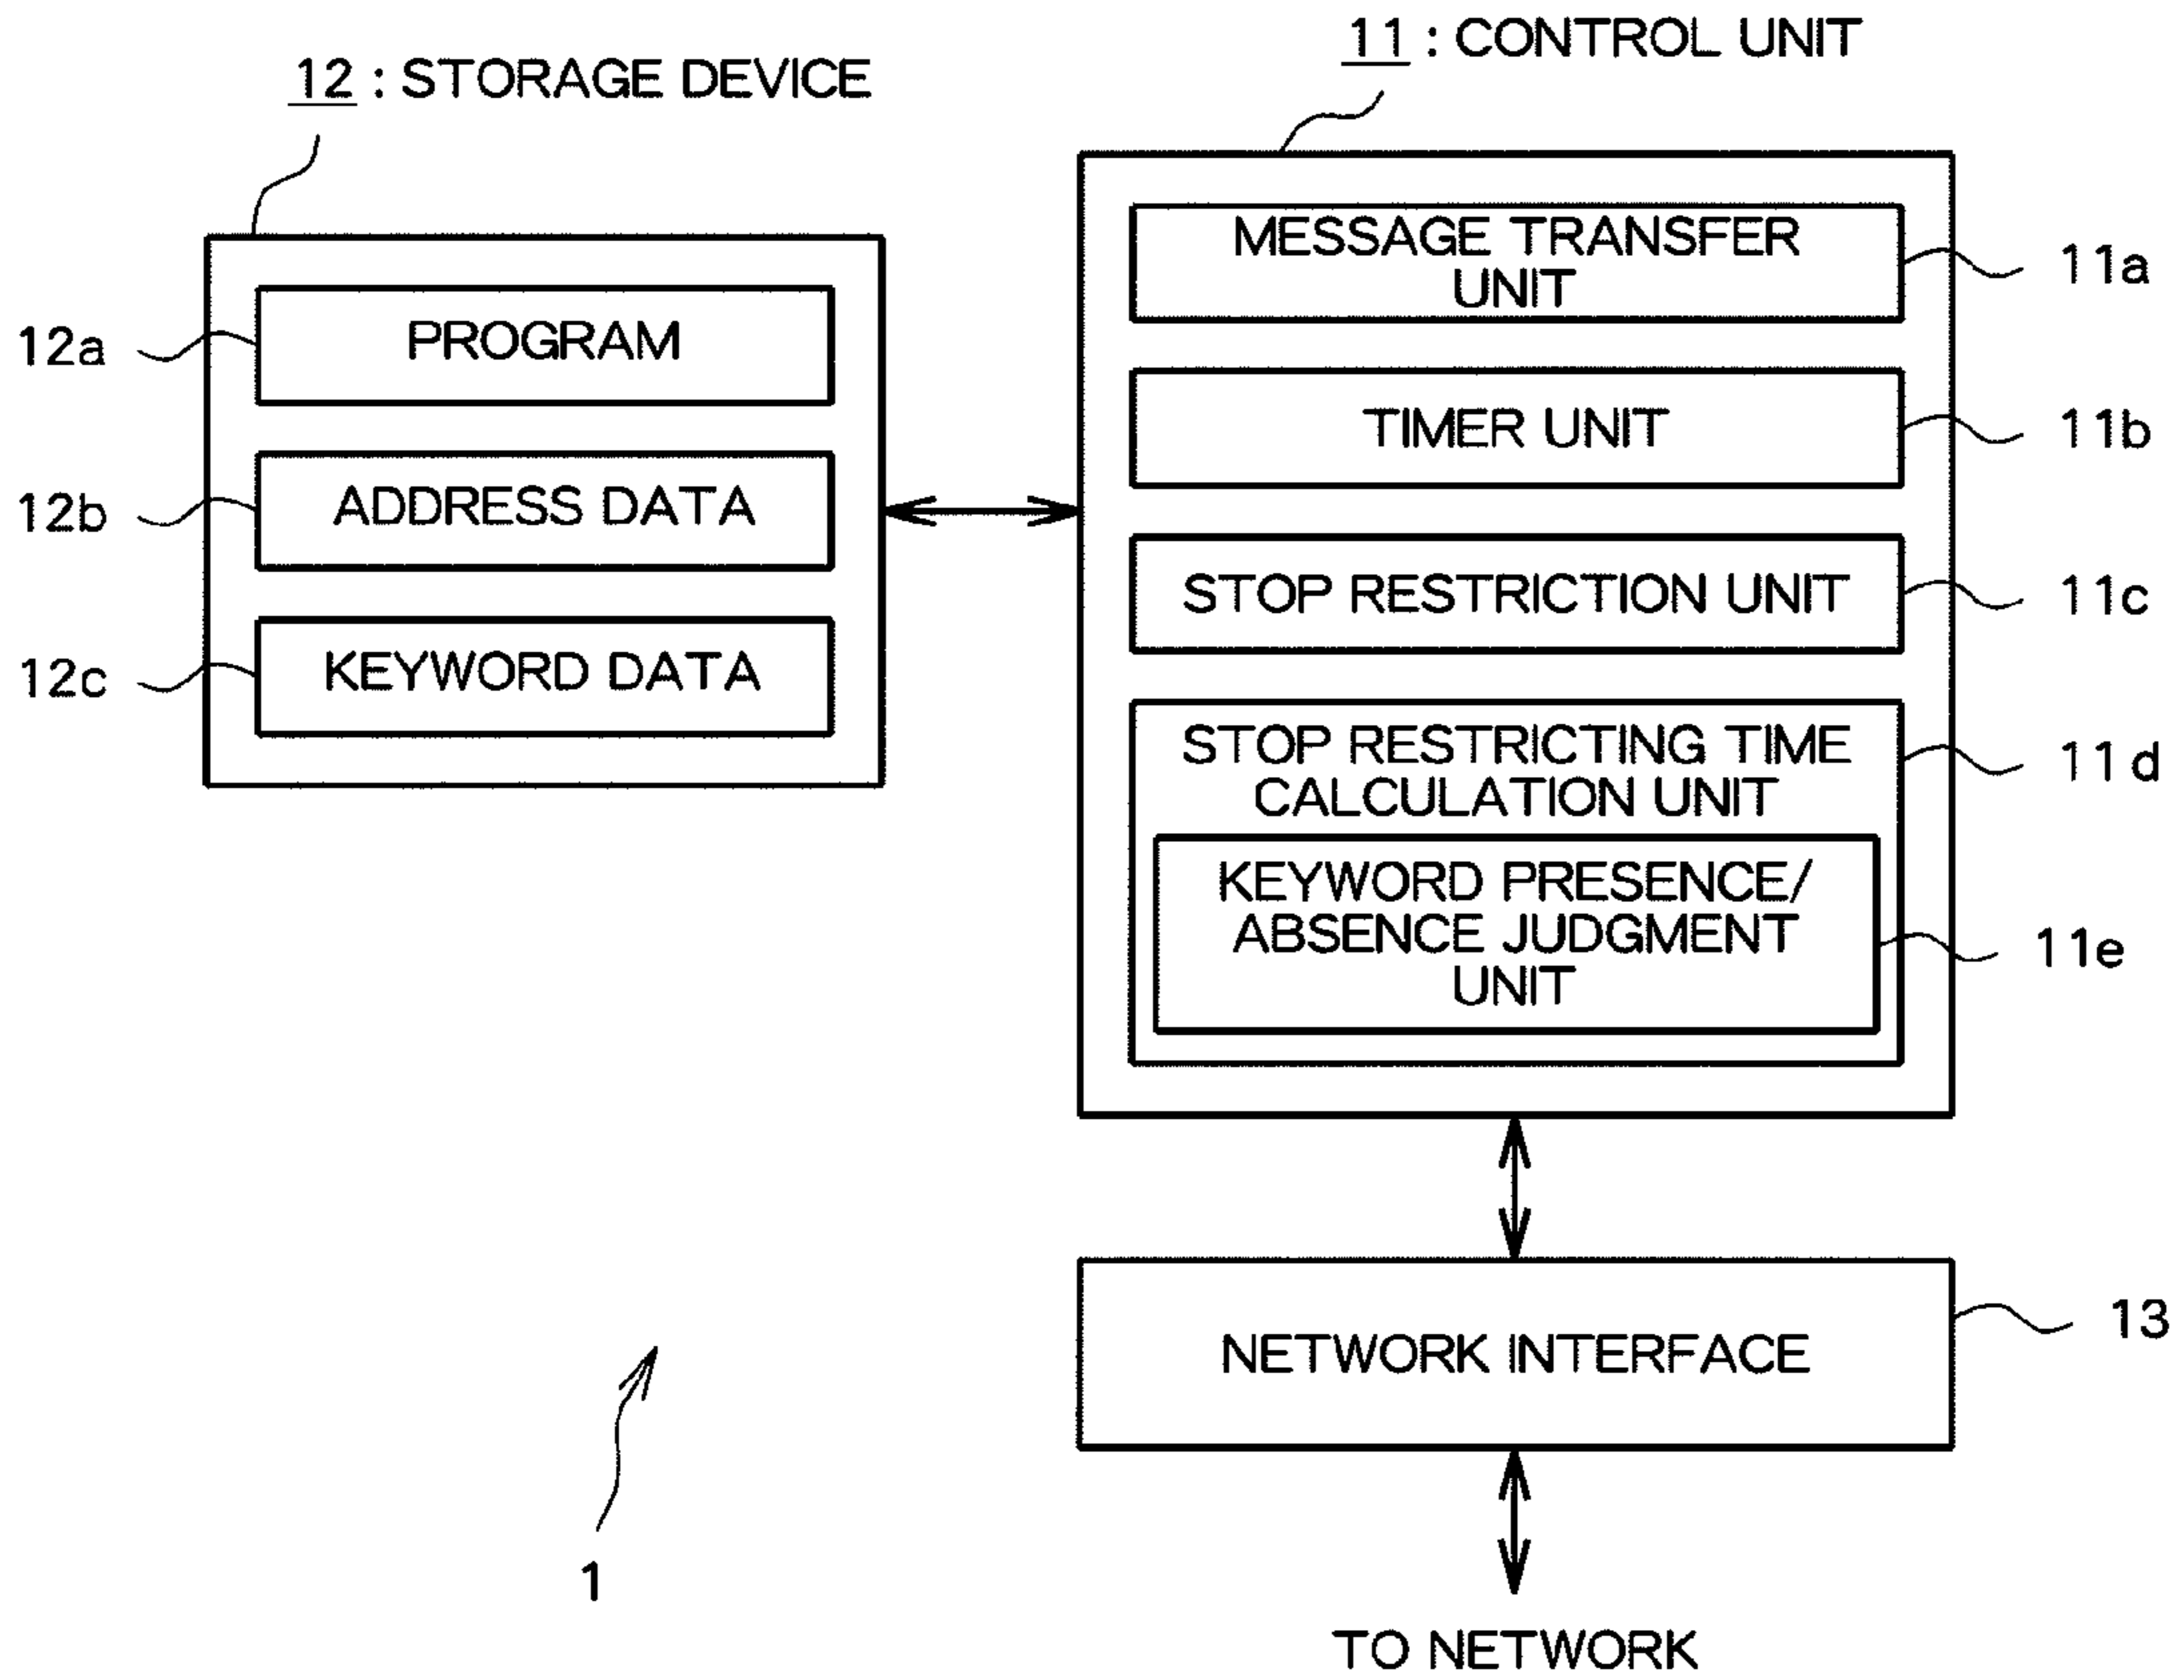 12 : STORAGE DEVICE
12a
PROGRAM
12b
ADDRESS DATA
12c
KEYWORD DATA
11 : CONTROL UNIT
MESSAGE TRANSFER
UNIT
11a
TIMER UNIT
11b
STOP RESTRICTION UNIT
11c
STOP RESTRICTING TIME
CALCULATION UNIT
11d
KEYWORD PRESENCE/
ABSENCE JUDGMENT
UNIT
11e
NETWORK INTERFACE
13
1
TO NETWORK